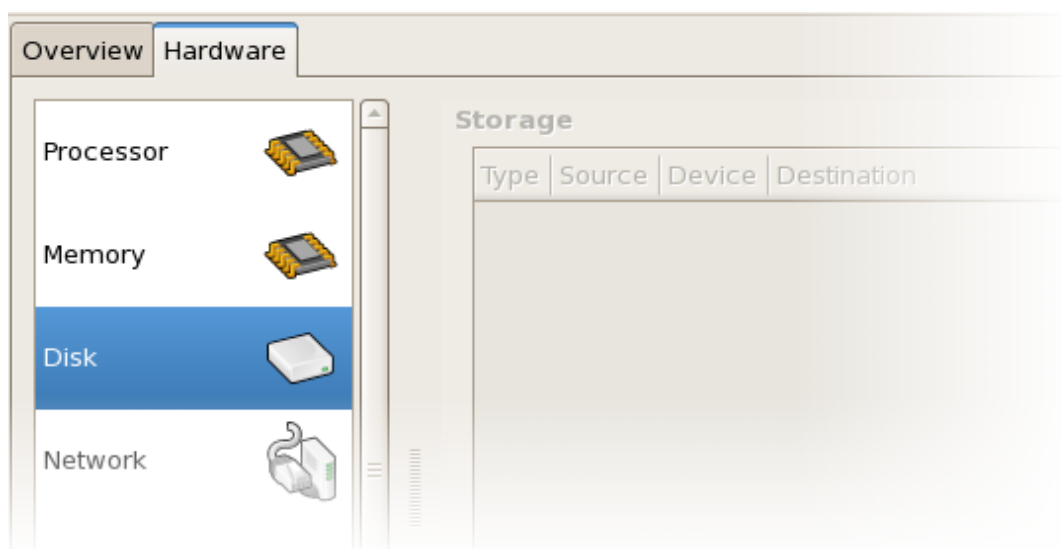 Overview Hardware
Storage
Processor
Type Source Device Destination
Memory
Disk
Network